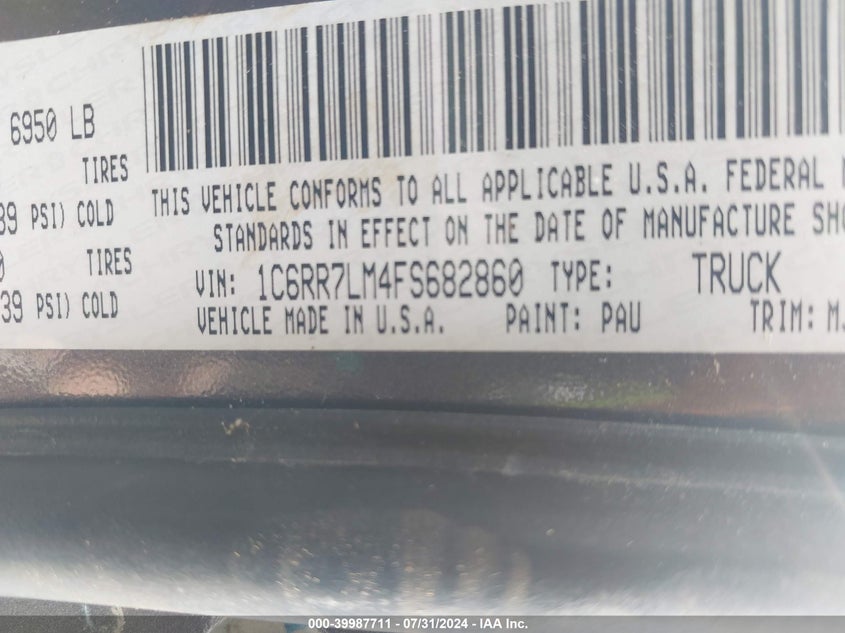 6950 LB
TIRES
39 PSI) COLD
TIRES
39 PSI) COLD
THIS VEHICLE CONFORMS TO ALL APPLICABLE U.S.A. FEDERAL
STANDARDS IN EFFECT ON THE DATE OF MANUFACTURE
VIN: 1C6RR7LM4FS682860 TYPE: TRUCK
VEHICLE MADE IN U.S.A. PAINT: PAU TRIM:
000-39987711 - 07/31/2024 - IAA Inc.